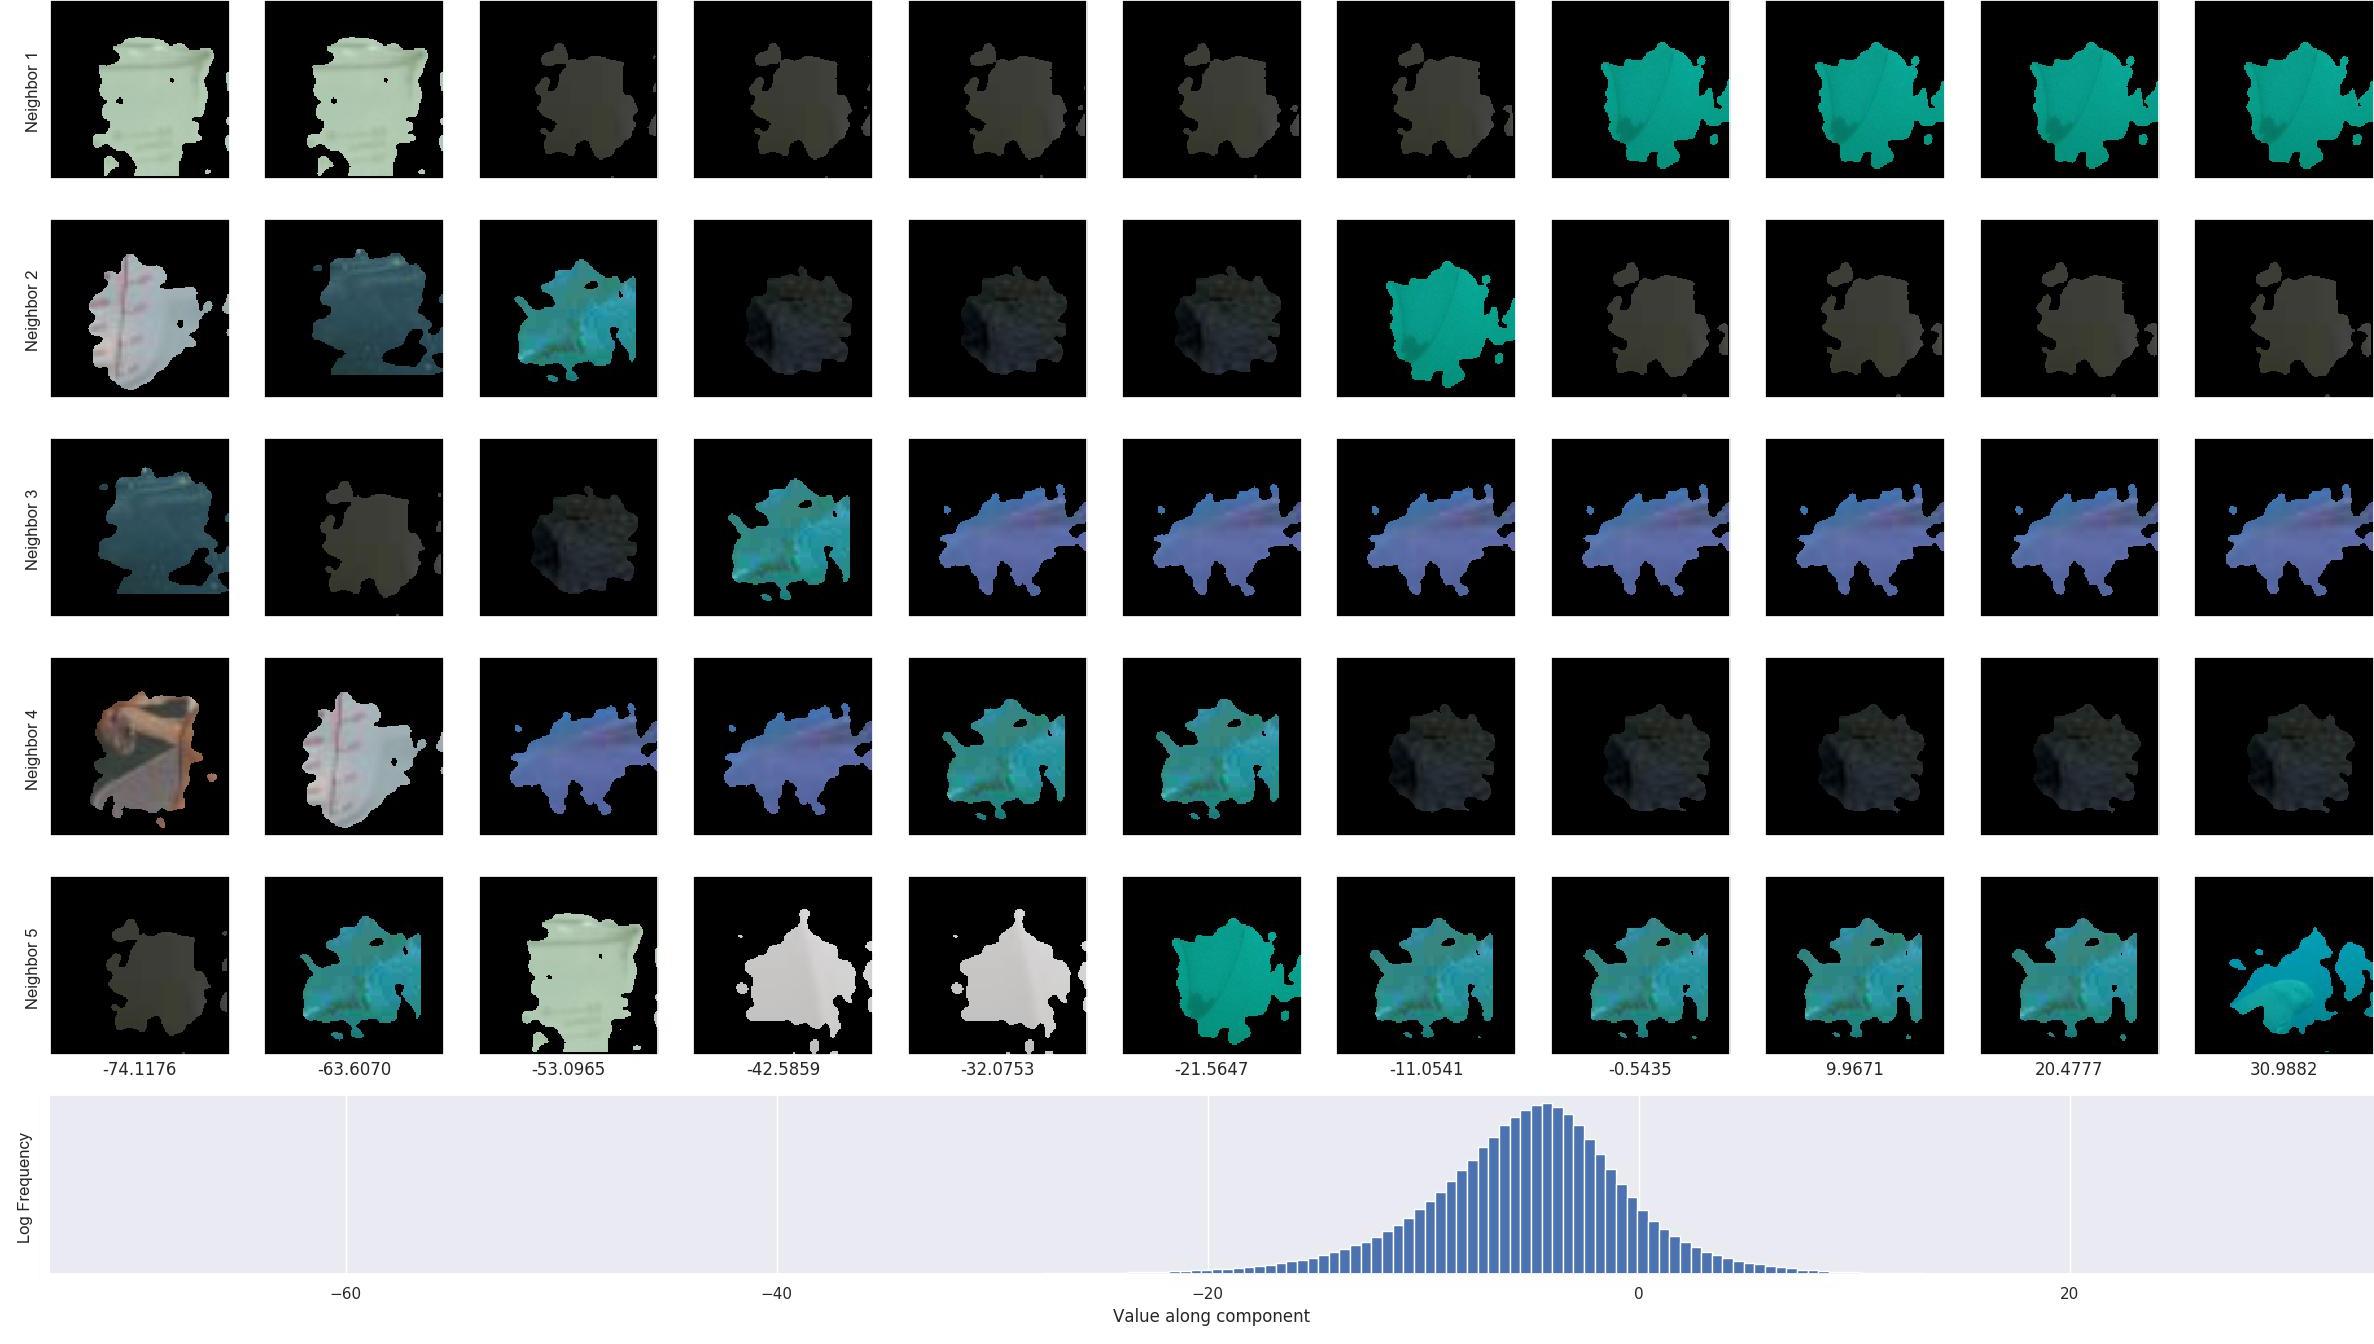 Neighbor 1
Neighbor 2
Neighbor 3
Neighbor 4
Neighbor 5
-74.1176 -63.6070 -53.0965 -42.5859 -32.0753 -21.5647 -11.0541 -0.5435 9.9671 20.4777 30.9882
Log Frequency
−60 −40 −20 0 20
Value along component